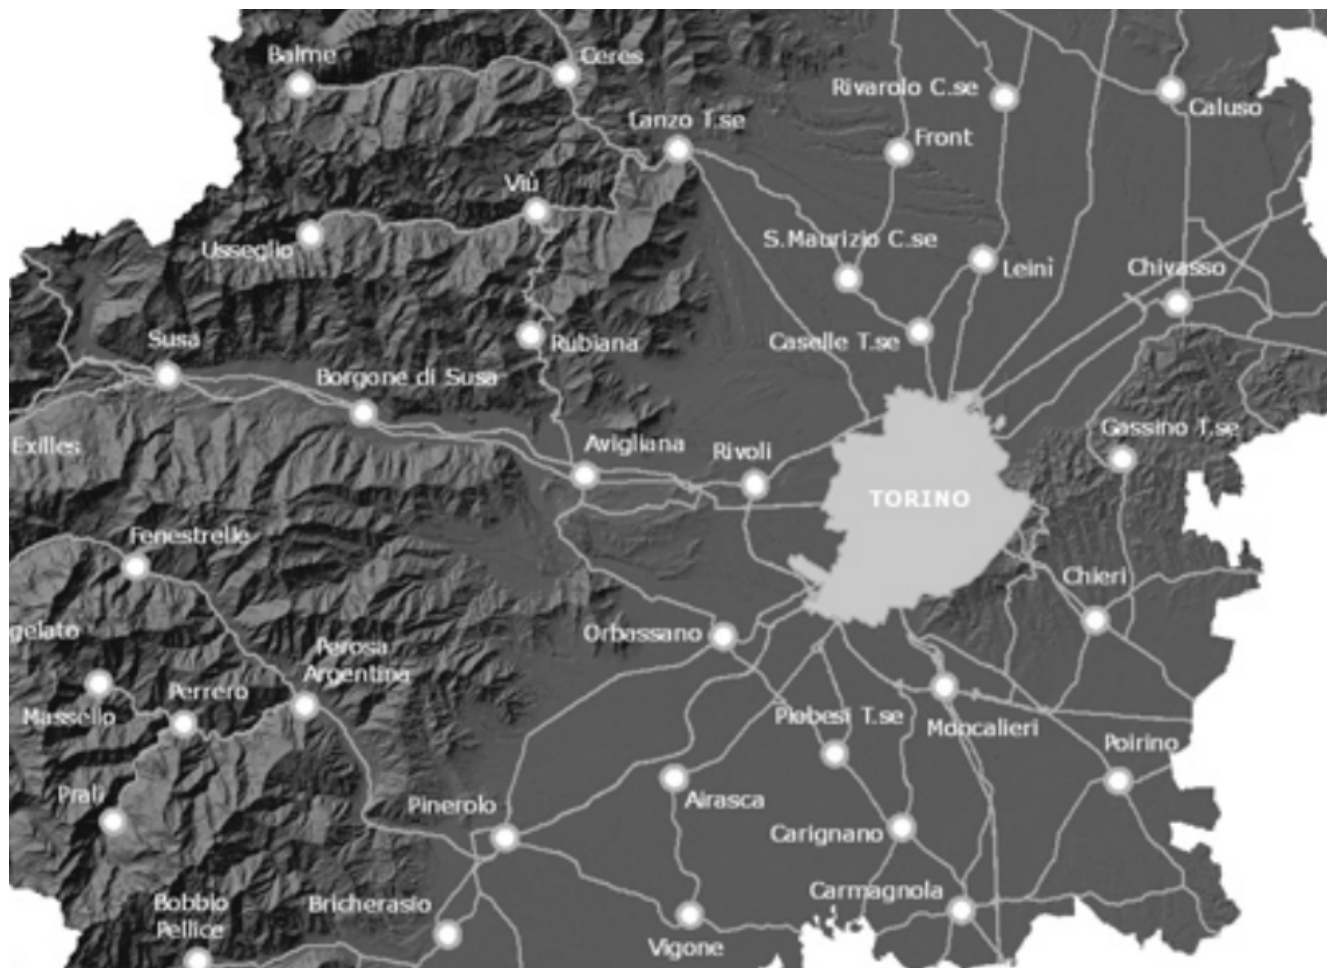 Balme
Ceres
Rivarolo C.se
Caluso
Lanzo T.se
Front
Viù
Usseglio
S.Maurizio C.se
Leinì
Chivasso
Susa
Rubiana
Caselle T.se
Borgone di Susa
Exilles
Avigliana
Rivoli
Gassino T.se
TORINO
Fenestrelle
Chieri
gelato
Orbassano
Perosa
Argentina
Massello
Perrero
Piobesi T.se
Moncalieri
Poirino
Prali
Pinerolo
Airasca
Carignano
Carmagnola
Bobbio
Pellice
Bricherasio
Vigone